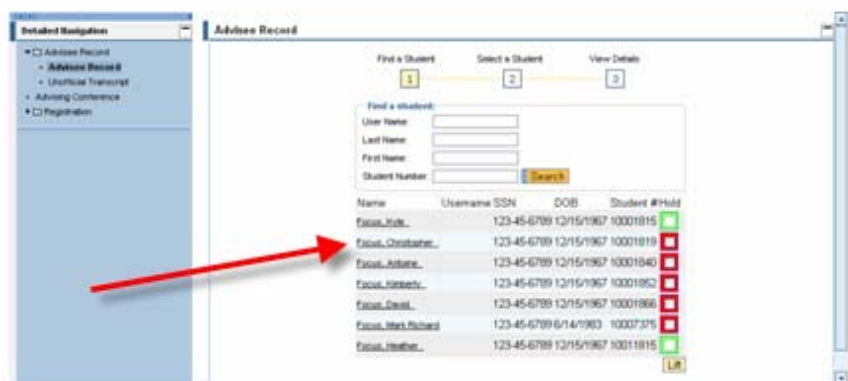 Detailed Navigation
Advisee Record
Advisee Record
Advisee Record
Unofficial Transcript
Advising Conference
Registration
Find a Student
Select a Student
View Details
1
2
3
Find a student:
User Name:
Last Name:
First Name:
Student Number:
Search
Name Username SSN DOB Student # Hold
Focus, Kyle 123-45-6789 12/15/1967 10001815
Focus, Christopher 123-45-6789 12/15/1967 10001819
Focus, Antoine 123-45-6789 12/15/1967 10001840
Focus, Kimberly 123-45-6789 12/15/1967 10001852
Focus, David 123-45-6789 12/15/1967 10001866
Focus, Mark Richard 123-45-6789 6/14/1983 10007375
Focus, Heather 123-45-6789 12/15/1967 10011815
Lift